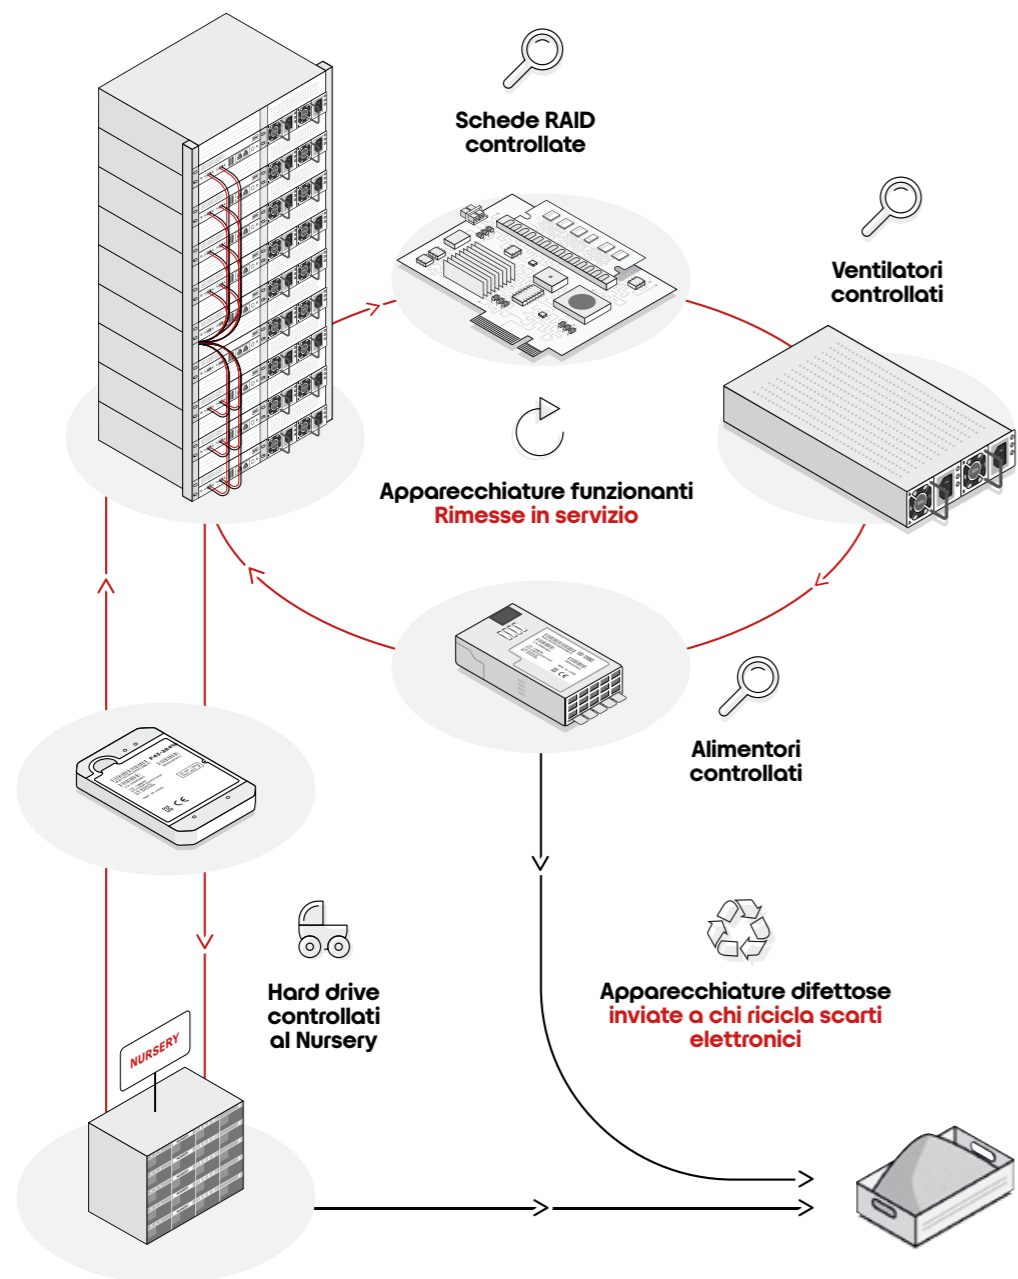 Schede RAID
controllate
Ventilatori
controllati
Apparecchiature funzionanti
Rimesse in servizio
Alimentori
controllati
Hard drive
controllati
al Nursery
NURSERY
Apparecchiature difettose
inviate a chi ricicla scarti
elettronici